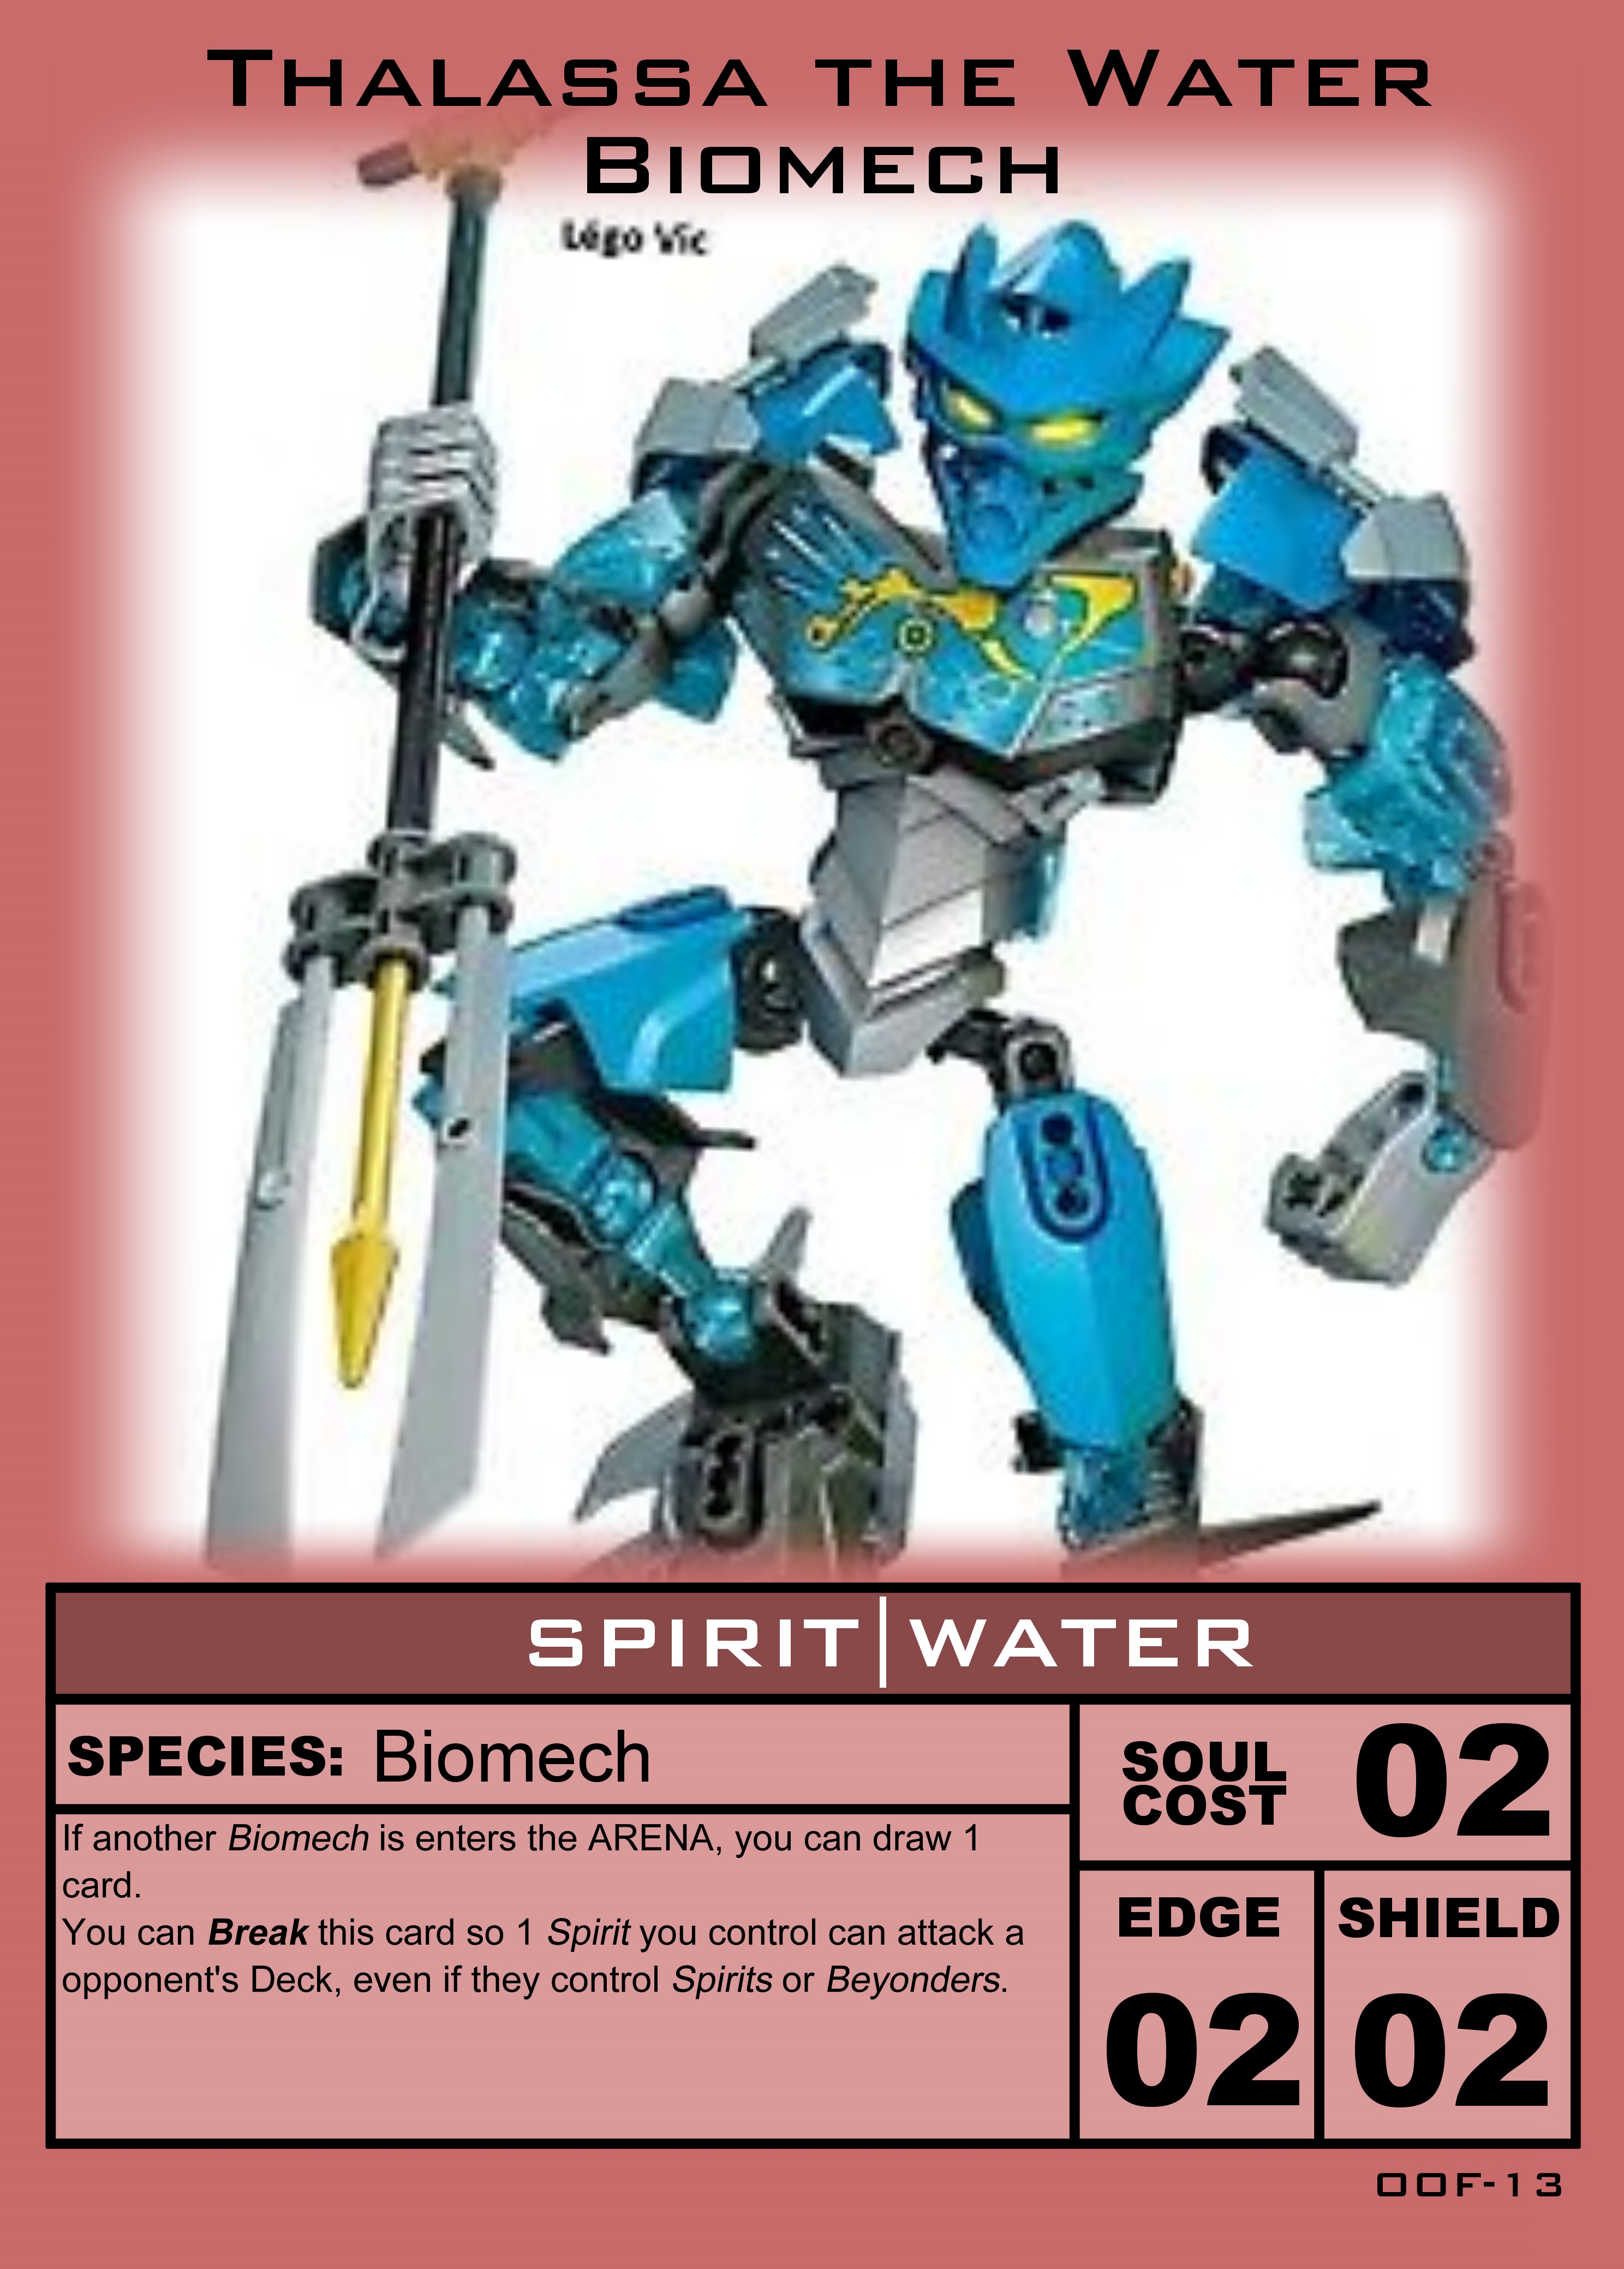 Thalassa the Water
Biomech
Légo Vic
SPIRIT|WATER
SPECIES: Biomech
SOUL
COST
02
If another Biomech is enters the ARENA, you can draw 1
card.
You can Break this card so 1 Spirit you control can attack a
opponent's Deck, even if they control Spirits or Beyonders.
EDGE
SHIELD
02
02
OOF-13